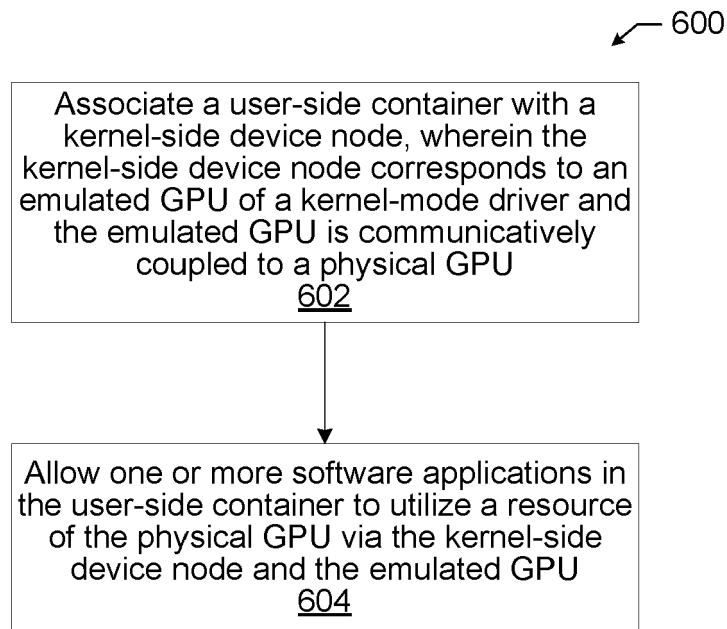 600
Associate a user-side container with a
kernel-side device node, wherein the
kernel-side device node corresponds to an
emulated GPU of a kernel-mode driver and
the emulated GPU is communicatively
coupled to a physical GPU
602
Allow one or more software applications in
the user-side container to utilize a resource
of the physical GPU via the kernel-side
device node and the emulated GPU
604